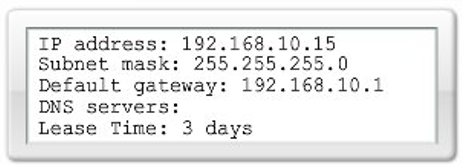 IP address: 192.168.10.15
Subnet mask: 255.255.255.0
Default gateway: 192.168.10.1
DNS servers:
Lease Time: 3 days